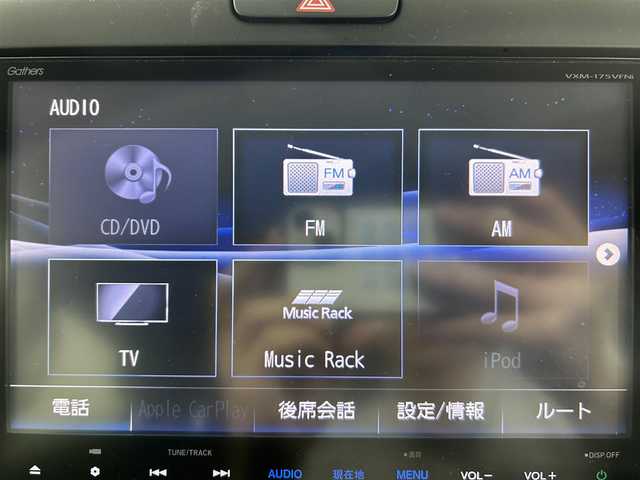 Gathers
VXM-175VFNi
AUDIO
CD/DVD
FM
FM
AM
AM
TV
Music Rack
Music Rack
iPod
電話
Apple CarPlay
後席会話
設定/情報
ルート
TUNE/TRACK
画質
DISP.OFF
AUDIO
現在地
MENU
VOL−
VOL+